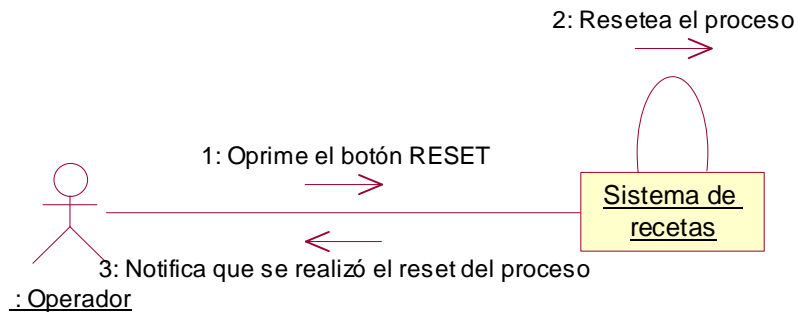 2: Resetea el proceso
1: Oprime el botón RESET
Sistema de
recetas
3: Notifica que se realizó el reset del proceso
: Operador